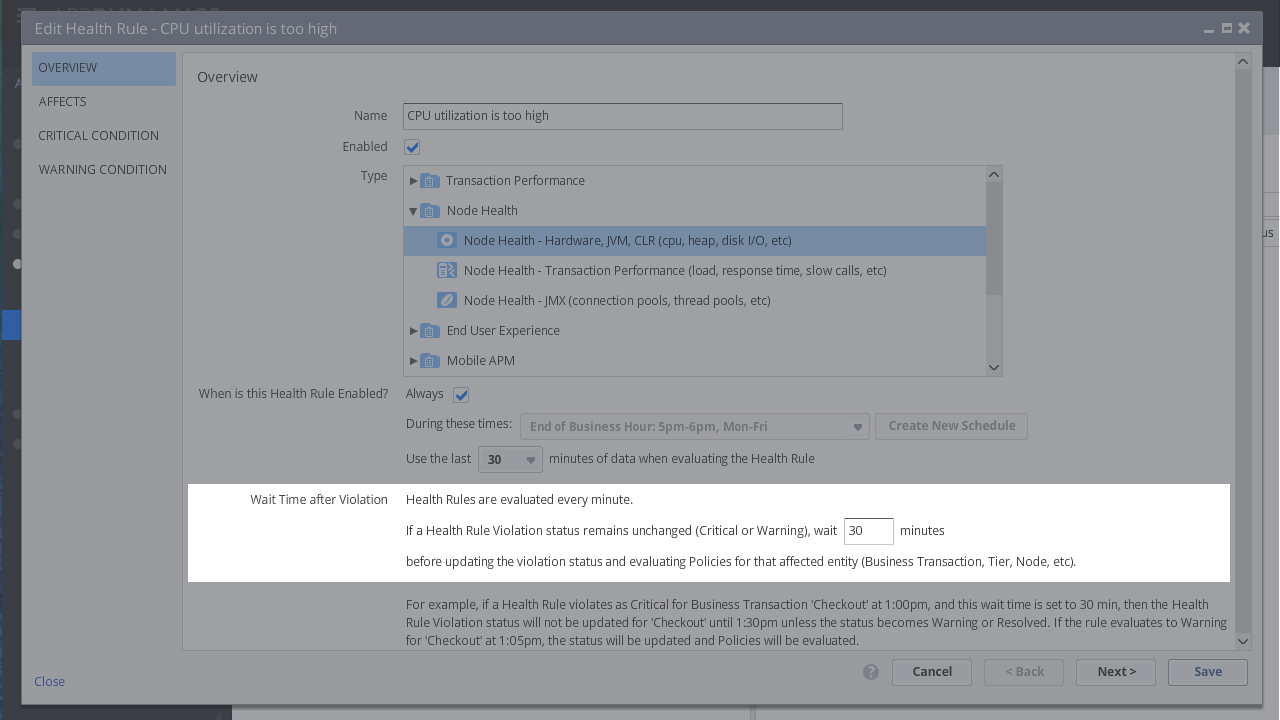 Edit Health Rule - CPU utilization is too high
OVERVIEW
AFFECTS
CRITICAL CONDITION
WARNING CONDITION
Overview
Name
CPU utilization is too high
Enabled
Type
Transaction Performance
Node Health
Node Health - Hardware, JVM, CLR (cpu, heap, disk I/O, etc)
Node Health - Transaction Performance (load, response time, slow calls, etc)
Node Health - JMX (connection pools, thread pools, etc)
End User Experience
Mobile APM
When is this Health Rule Enabled? Always
During these times: End of Business Hour: 5pm-6pm, Mon-Fri Create New Schedule
Use the last 30 minutes of data when evaluating the Health Rule
Wait Time after Violation Health Rules are evaluated every minute.
If a Health Rule Violation status remains unchanged (Critical or Warning), wait 30 minutes
before updating the violation status and evaluating Policies for that affected entity (Business Transaction, Tier, Node, etc).
For example, if a Health Rule violates as Critical for Business Transaction 'Checkout' at 1:00pm, and this wait time is set to 30 min, then the Health
Rule Violation status will not be updated for 'Checkout' until 1:30pm unless the status becomes Warning or Resolved. If the rule evaluates to Warning
for 'Checkout' at 1:05pm, the status will be updated and Policies will be evaluated.
Close
? Cancel < Back Next > Save